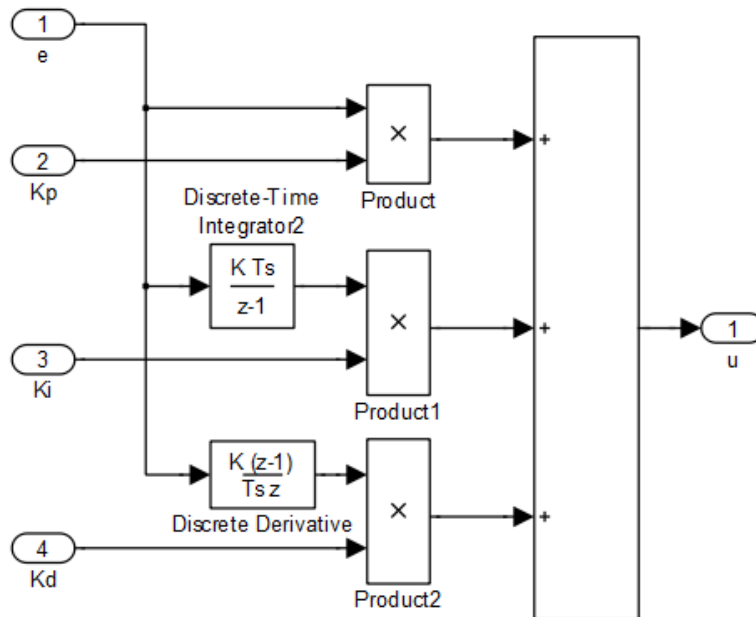 1
e
2
Kp
×
Product
+
Discrete-Time
Integrator2
K Ts
z-1
×
Product1
+
3
Ki
1
u
K (z-1)
Ts z
Discrete Derivative
×
Product2
+
4
Kd